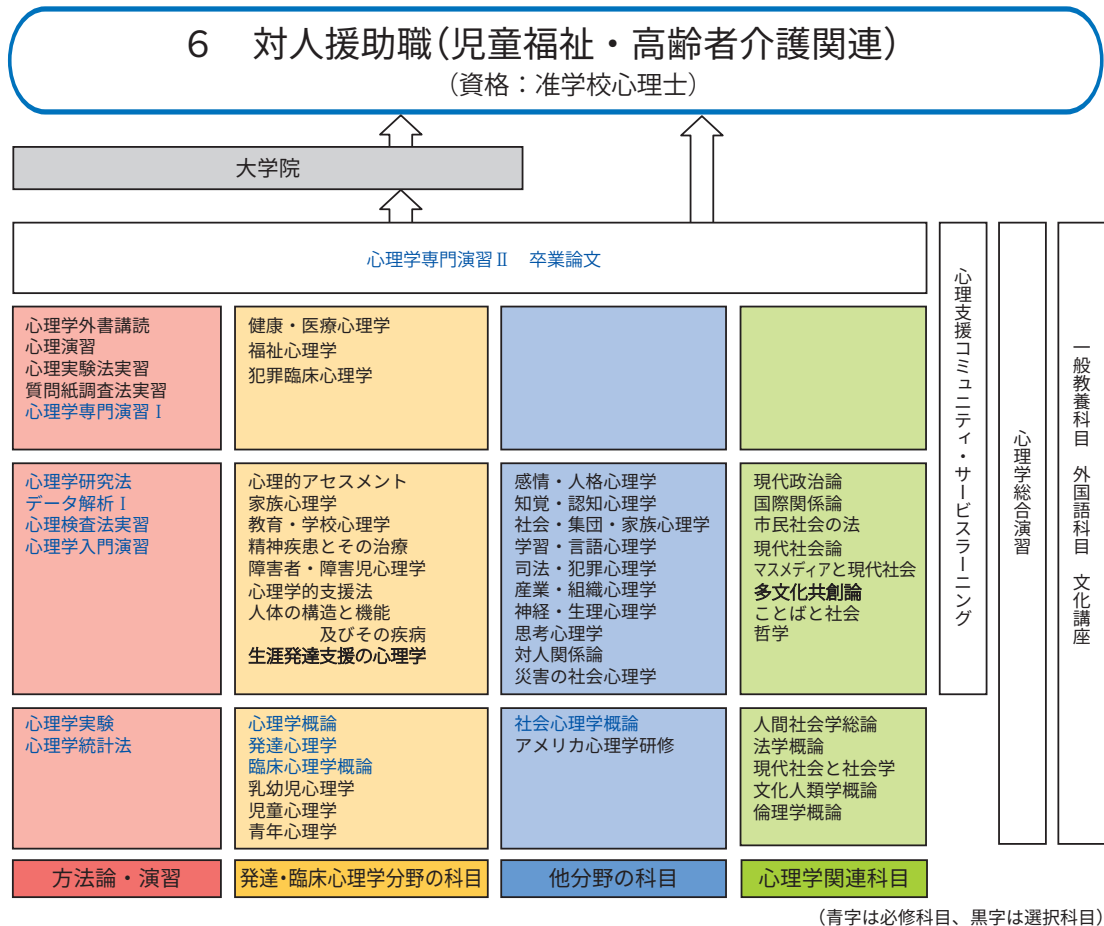 6 対人援助職(児童福祉・高齢者介護関連)
(資格：准学校心理士)
大学院
心理学専門演習Ⅱ 卒業論文
心理学外書講読
心理演習
心理実験法実習
質問紙調査法実習
心理学専門演習Ⅰ
健康・医療心理学
福祉心理学
犯罪臨床心理学
心理学研究法
データ解析Ⅰ
心理検査法実習
心理学入門演習
心理的アセスメント
家族心理学
教育・学校心理学
精神疾患とその治療
障害者・障害児心理学
心理学的支援法
人体の構造と機能
及びその疾病
生涯発達支援の心理学
感情・人格心理学
知覚・認知心理学
社会・集団・家族心理学
学習・言語心理学
司法・犯罪心理学
産業・組織心理学
神経・生理心理学
思考心理学
対人関係論
災害の社会心理学
現代政治論
国際関係論
市民社会の法
現代社会論
マスメディアと現代社会
多文化共創論
ことばと社会
哲学
心理学実験
心理学統計法
心理学概論
発達心理学
臨床心理学概論
乳幼児心理学
児童心理学
青年心理学
社会心理学概論
アメリカ心理学研修
人間社会学総論
法学概論
現代社会と社会学
文化人類学概論
倫理学概論
方法論・演習
発達・臨床心理学分野の科目
他分野の科目
心理学関連科目
心理支援コミュニティ・サービスラーニング
心理学総合演習
一般教養科目 外国語科目 文化講座
(青字は必修科目、黒字は選択科目)